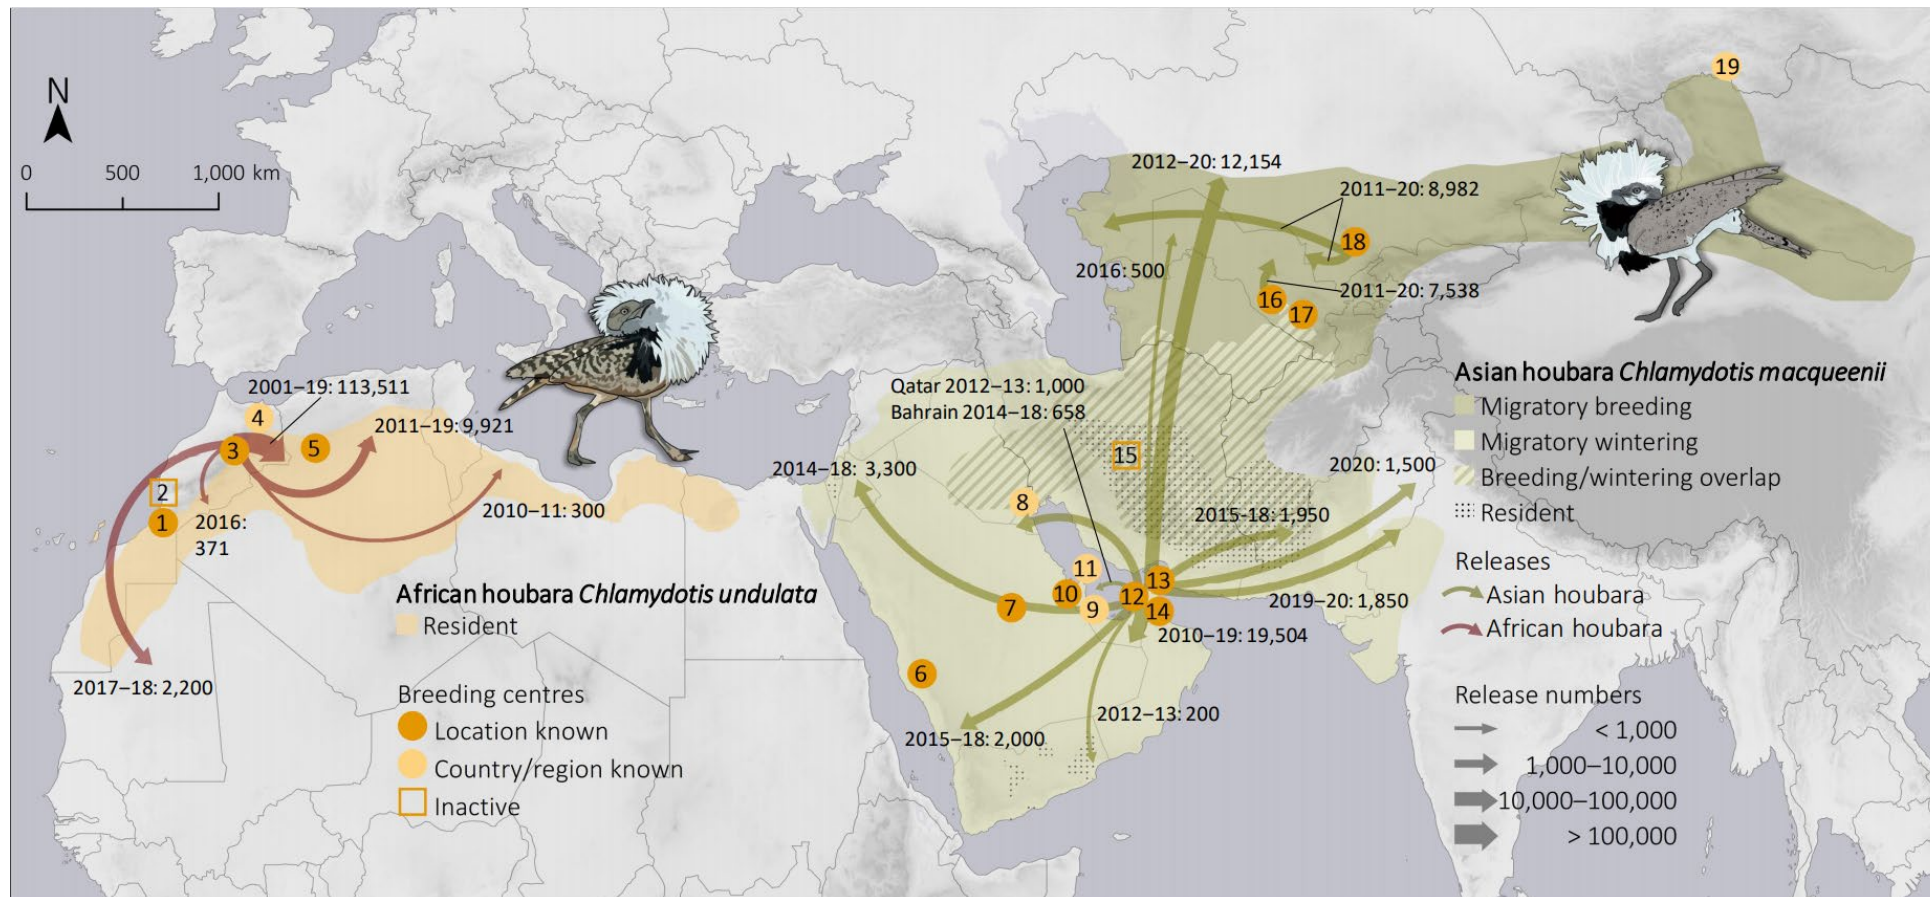 N
0 500 1,000 km
19
2012–20: 12,154
2011–20: 8,982
18
2016: 500
2011–20: 7,538
16
17
2001–19: 113,511
4
3
5
2011–19: 9,921
2
1
2016:
371
2010–11: 300
2017–18: 2,200
African houbara Chlamydotis undulata
Resident
Breeding centres
Location known
Country/region known
Inactive
Qatar 2012–13: 1,000
Bahrain 2014–18: 658
15
2014–18: 3,300
8
2020: 1,500
2015-18: 1,950
11
13
10
12
7
9
14
2019–20: 1,850
2010–19: 19,504
6
2012–13: 200
2015–18: 2,000
Asian houbara Chlamydotis macqueenii
Migratory breeding
Migratory wintering
Breeding/wintering overlap
Resident
Releases
Asian houbara
African houbara
Release numbers
< 1,000
1,000–10,000
10,000–100,000
> 100,000